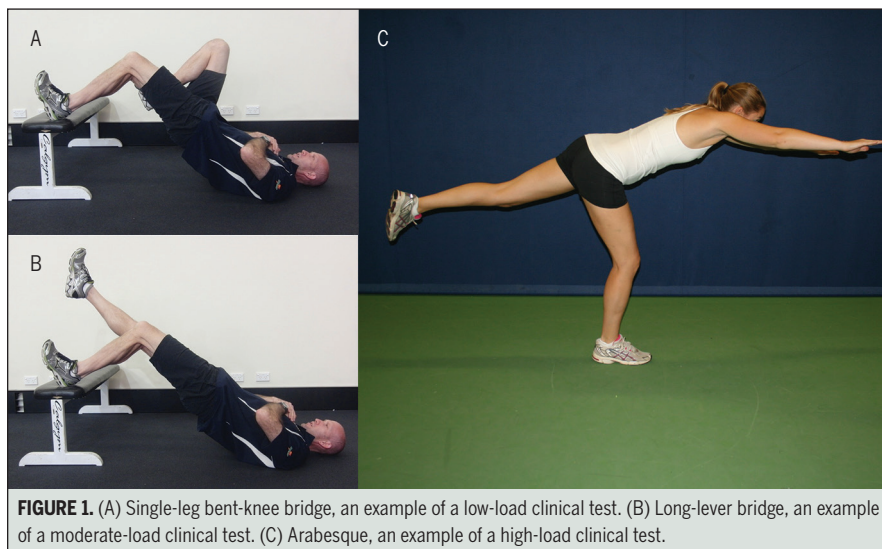 A
B
C
FIGURE 1. (A) Single-leg bent-knee bridge, an example of a low-load clinical test. (B) Long-lever bridge, an example
of a moderate-load clinical test. (C) Arabesque, an example of a high-load clinical test.